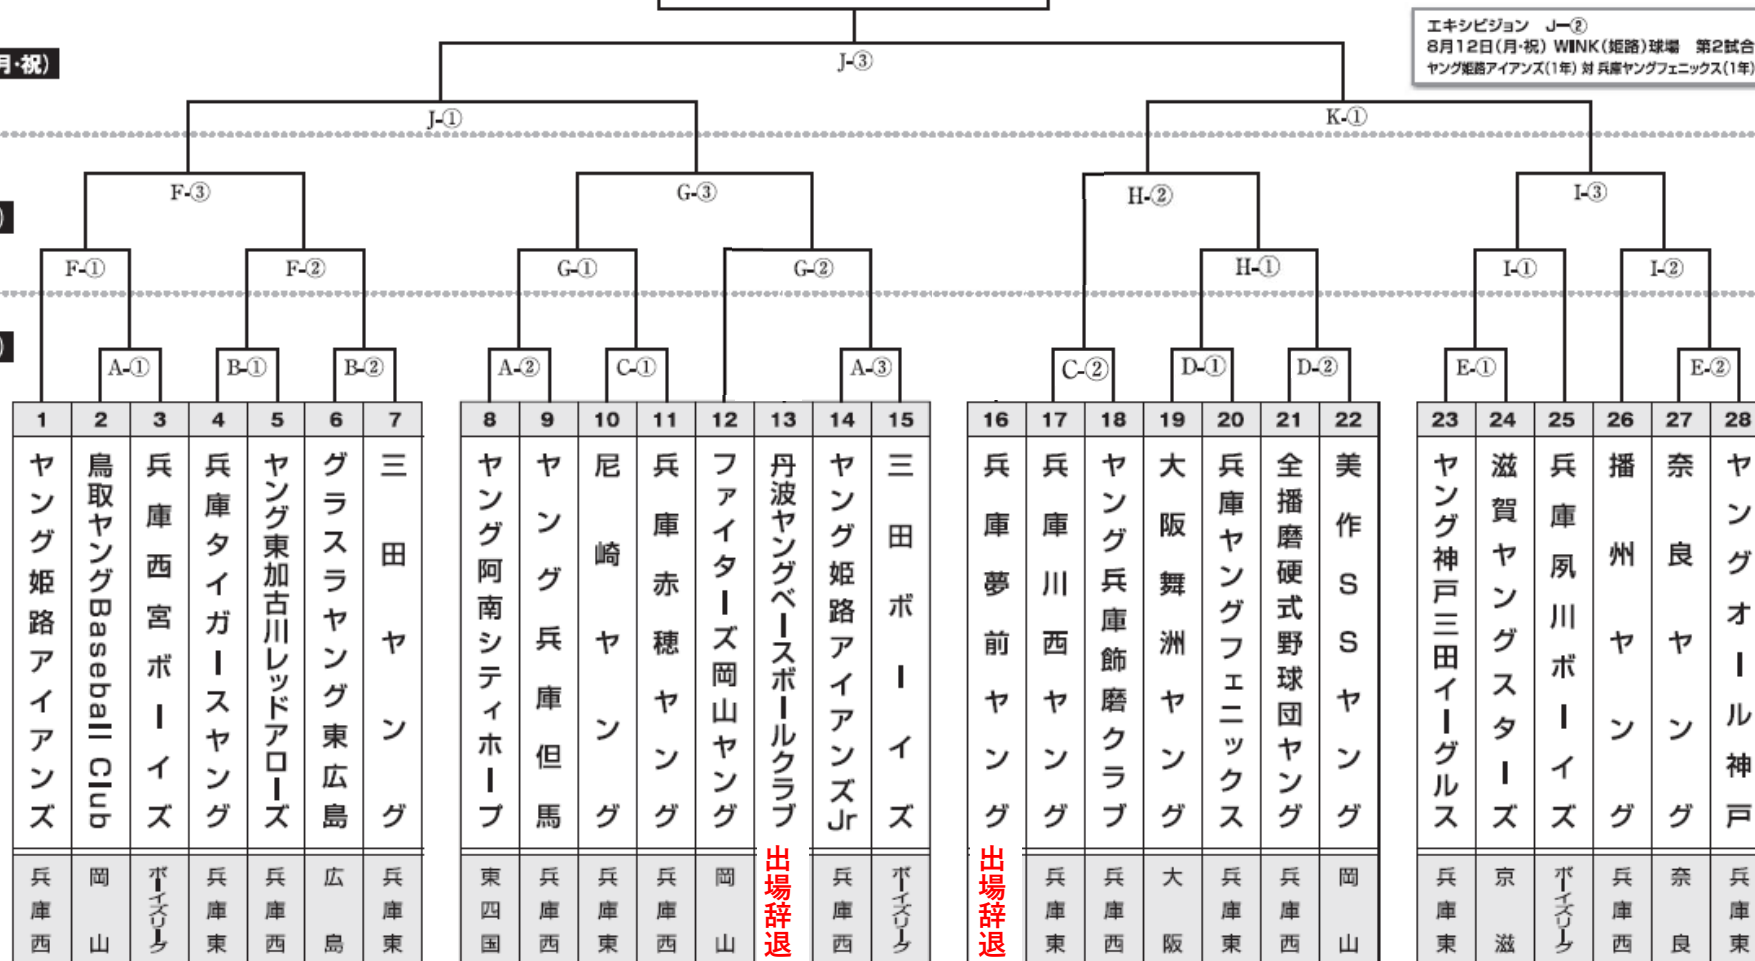 エキシビジョン　J-②
8月12日(月・祝) WINK(姫路)球場　第2試合
ヤング姫路アイアンズ(1年) 対 兵庫ヤングフェニックス(1年)
月・祝)
J-③
J-①
K-①
F-③
G-③
H-②
I-③
)
F-①
F-②
G-①
G-②
H-①
I-①
I-②
)
A-①
B-①
B-②
A-②
C-①
A-③
C-②
D-①
D-②
E-①
E-②
1
ヤング姫路アイアンズ
兵庫西
2
鳥取ヤングBaseball Club
岡山
3
兵庫西宮ボーイズ
ボーイズリーグ
4
兵庫タイガースヤング
兵庫東
5
ヤング東加古川レッドアローズ
兵庫西
6
グラスラヤング東広島
広島
7
三田ヤング
兵庫東
8
ヤング阿南シティホープ
東四国
9
ヤング兵庫但馬
兵庫西
10
尼崎ヤング
兵庫東
11
兵庫赤穂ヤング
兵庫西
12
ファイターズ岡山ヤング
岡山
13
丹波ヤングベースボールクラブ
出場辞退
14
ヤング姫路アイアンズJr
兵庫西
15
三田ボーイズ
ボーイズリーグ
16
兵庫夢前ヤング
出場辞退
17
兵庫川西ヤング
兵庫東
18
ヤング兵庫飾磨クラブ
兵庫西
19
大阪舞洲ヤング
大阪
20
兵庫ヤングフェニックス
兵庫東
21
全播磨硬式野球団ヤング
兵庫西
22
美作SSヤング
岡山
23
ヤング神戸三田イーグルス
兵庫東
24
滋賀ヤングスターズ
京滋
25
兵庫夙川ボーイズ
ボーイズリーグ
26
播州ヤング
兵庫西
27
奈良ヤング
奈良
28
ヤングオール神戸
兵庫東